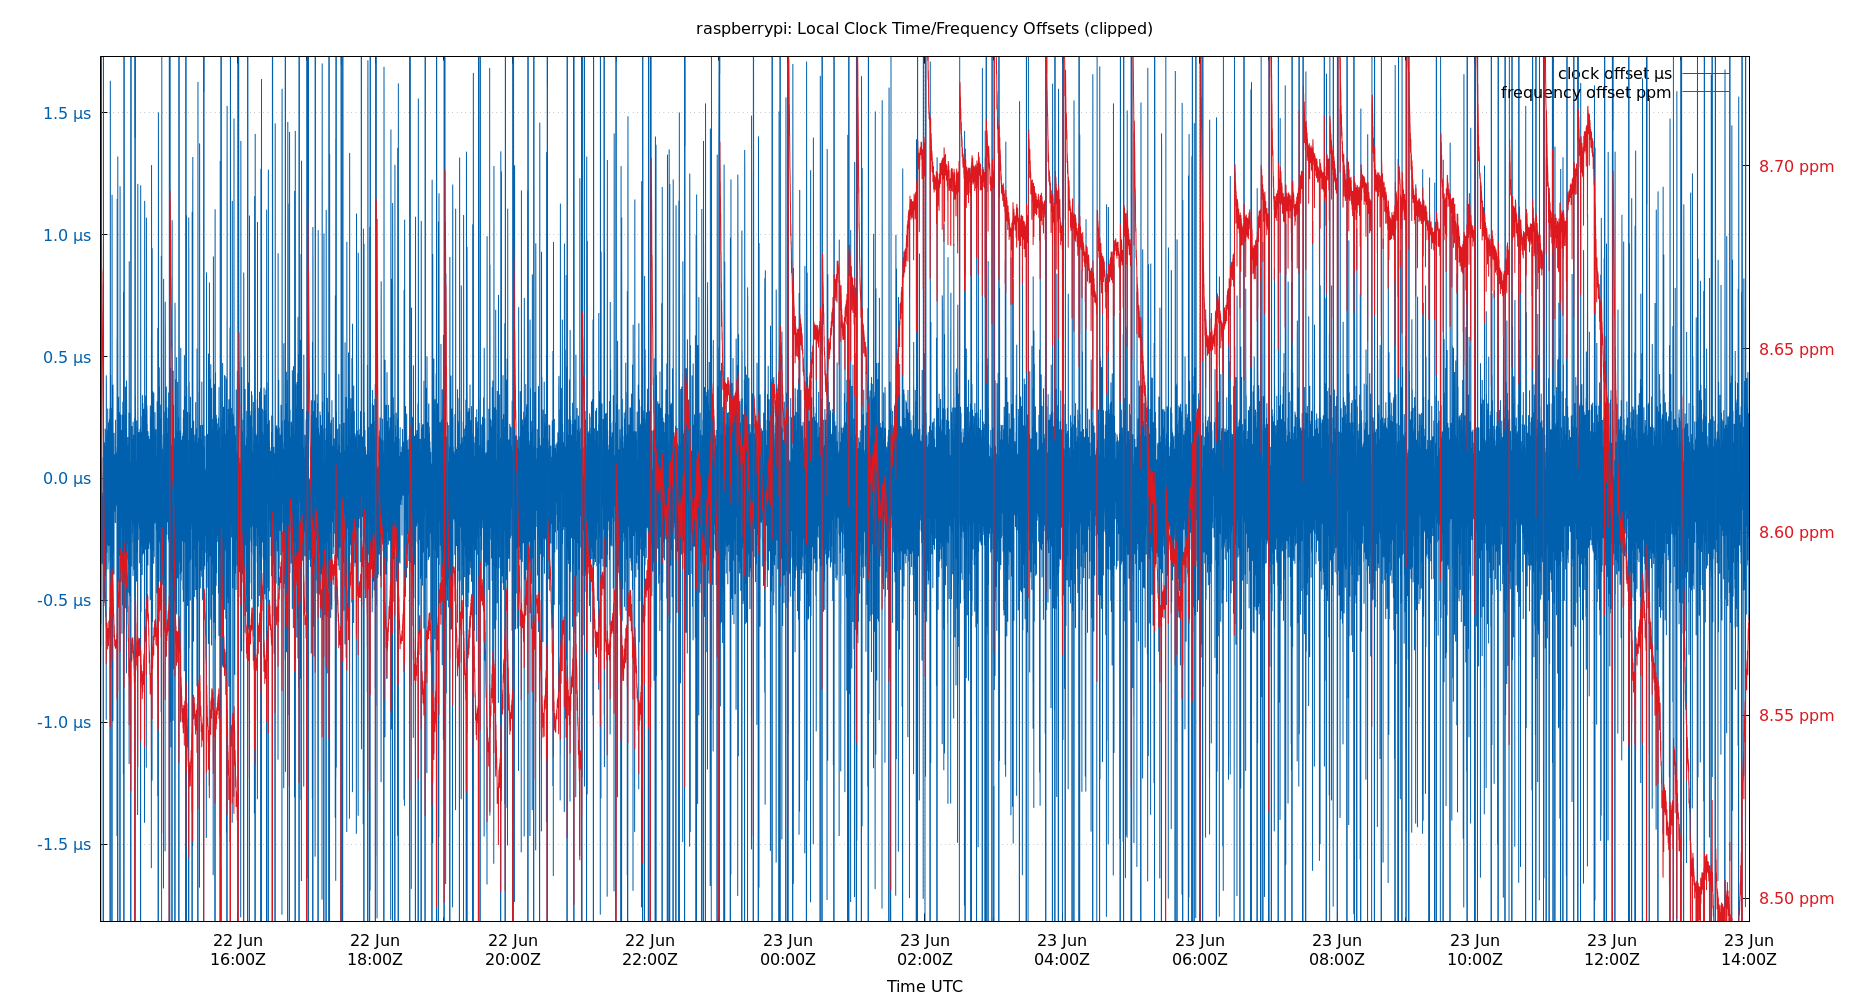 raspberrypi: Local Clock Time/Frequency Offsets (clipped)
clock offset µs
frequency offset ppm
1.5 µs
1.0 µs
0.5 µs
0.0 µs
-0.5 µs
-1.0 µs
-1.5 µs
8.70 ppm
8.65 ppm
8.60 ppm
8.55 ppm
8.50 ppm
22 Jun 22 Jun 22 Jun 22 Jun 23 Jun 23 Jun 23 Jun 23 Jun 23 Jun 23 Jun 23 Jun 23 Jun
16:00Z 18:00Z 20:00Z 22:00Z 00:00Z 02:00Z 04:00Z 06:00Z 08:00Z 10:00Z 12:00Z 14:00Z
Time UTC